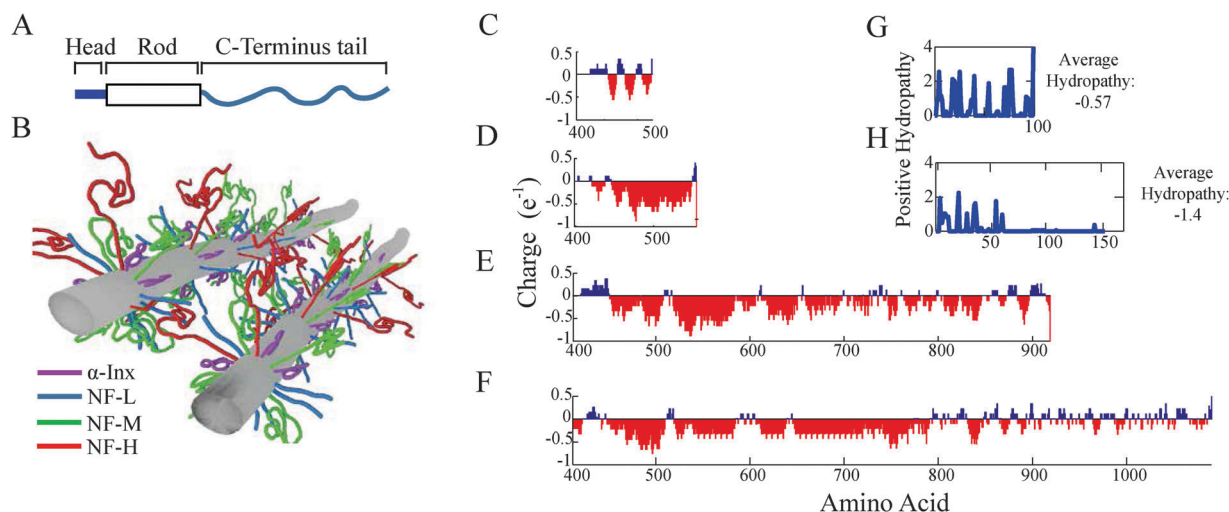 A
Head Rod C-Terminus tail
B
α-Inx
NF-L
NF-M
NF-H
C
0.5
0
-0.5
-1
400 500
D
0.5
0
-0.5
-1
400 500
E
0.5
0
-0.5
-1
400 500 600 700 800 900
F
0.5
0
-0.5
-1
400 500 600 700 800 900 1000
Charge (e⁻¹)
Amino Acid
G
4
2
0
100
Average
Hydropathy:
-0.57
H
4
2
0
50 100 150
Average
Hydropathy:
-1.4
Positive Hydropathy